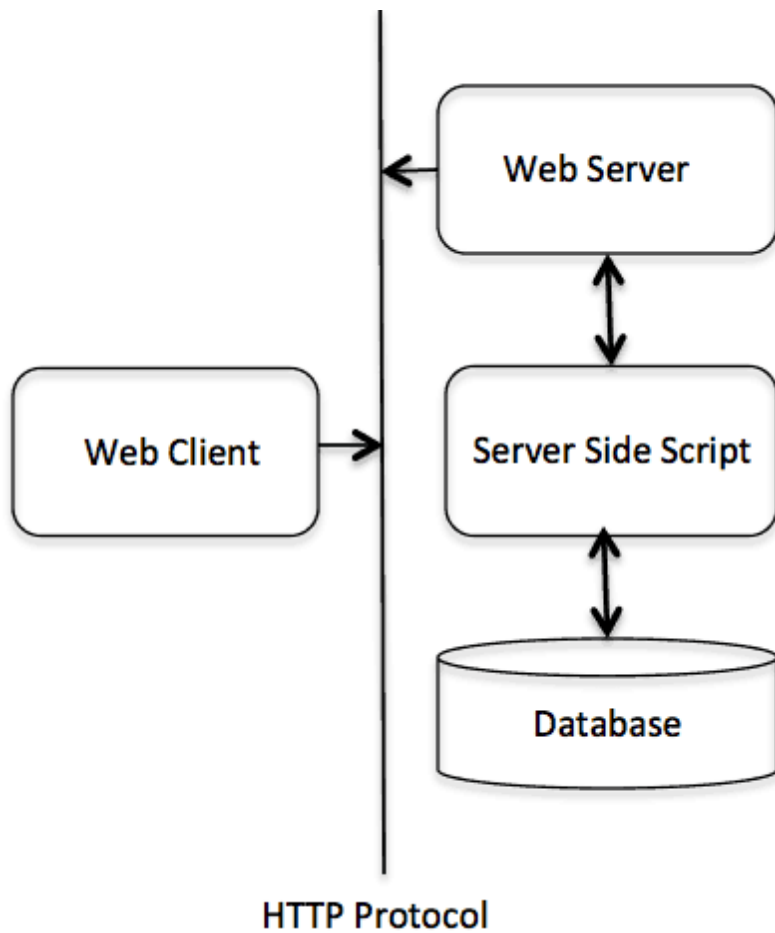 Web Server
Web Client
Server Side Script
Database
HTTP Protocol